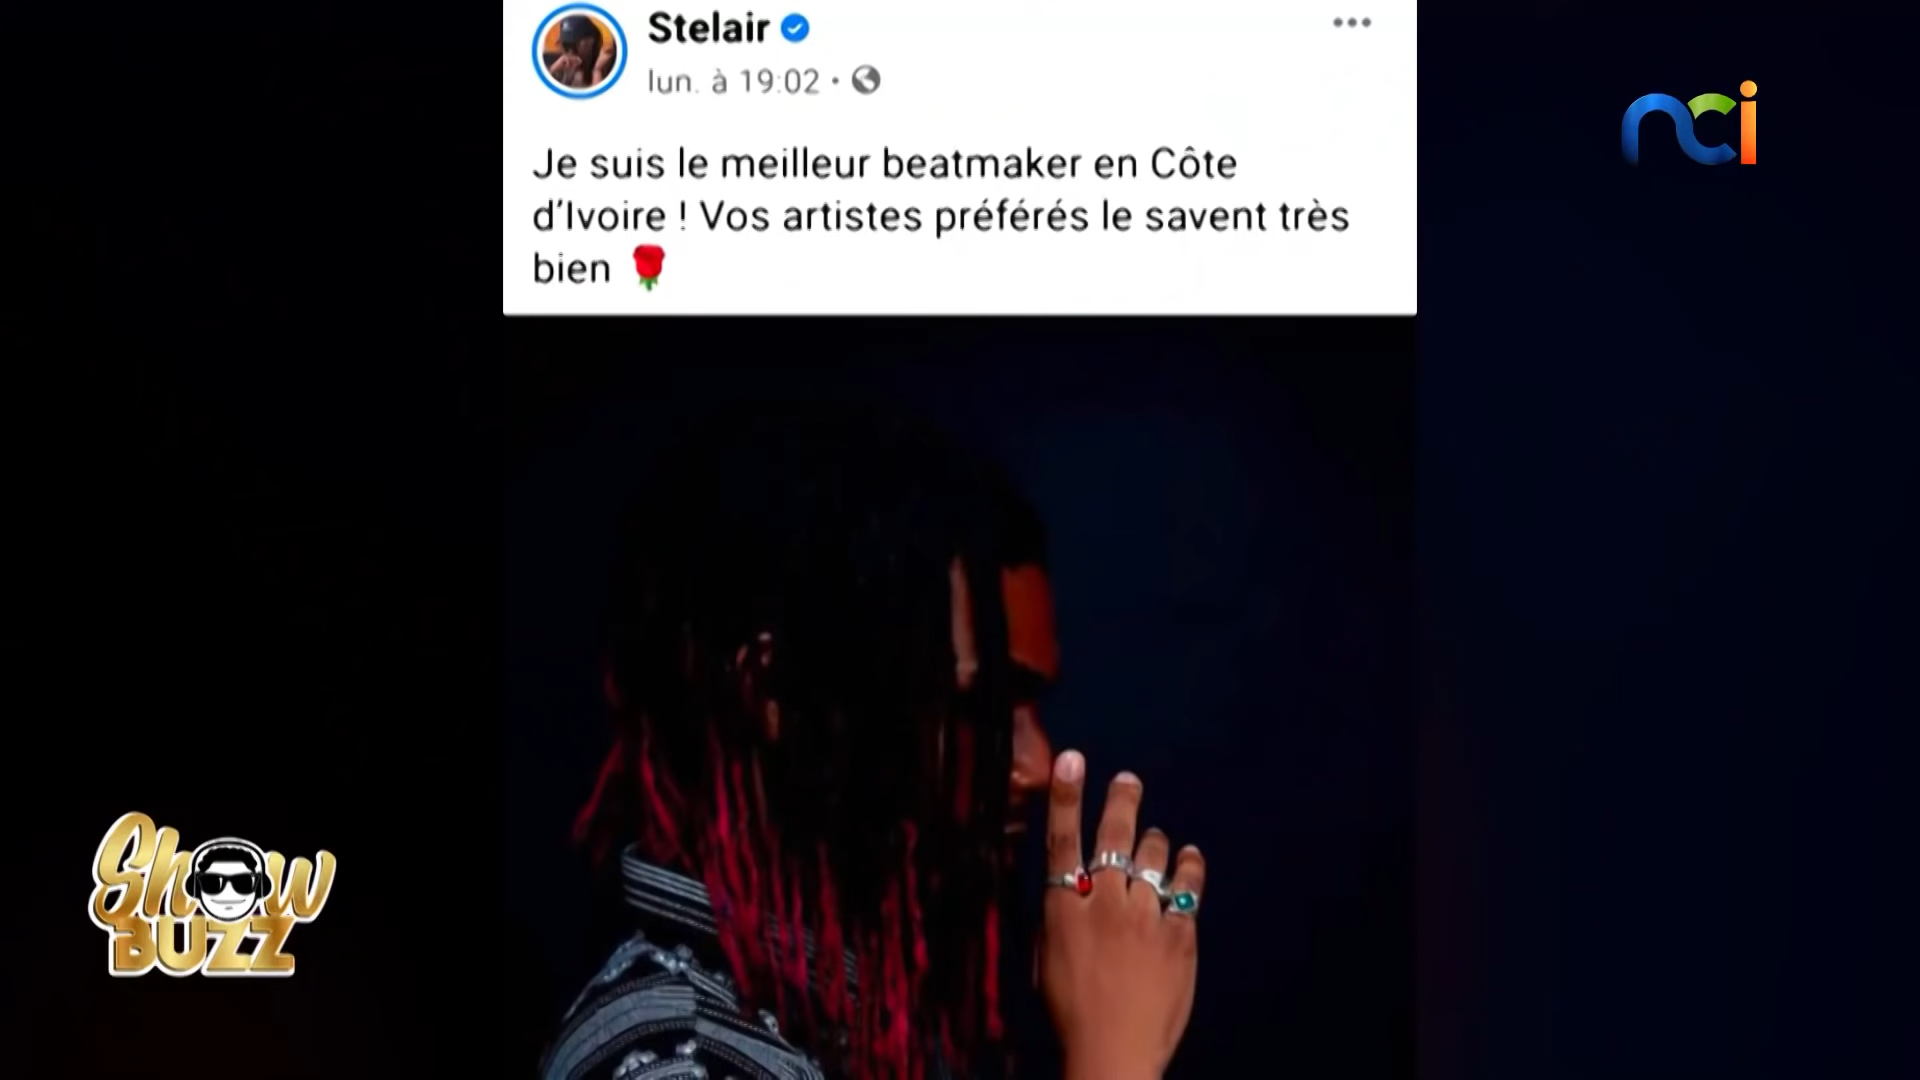 Stelair
lun. à 19:02 •
nci
Je suis le meilleur beatmaker en Côte
d’Ivoire ! Vos artistes préférés le savent très
bien 🌹
Show
BUZZ